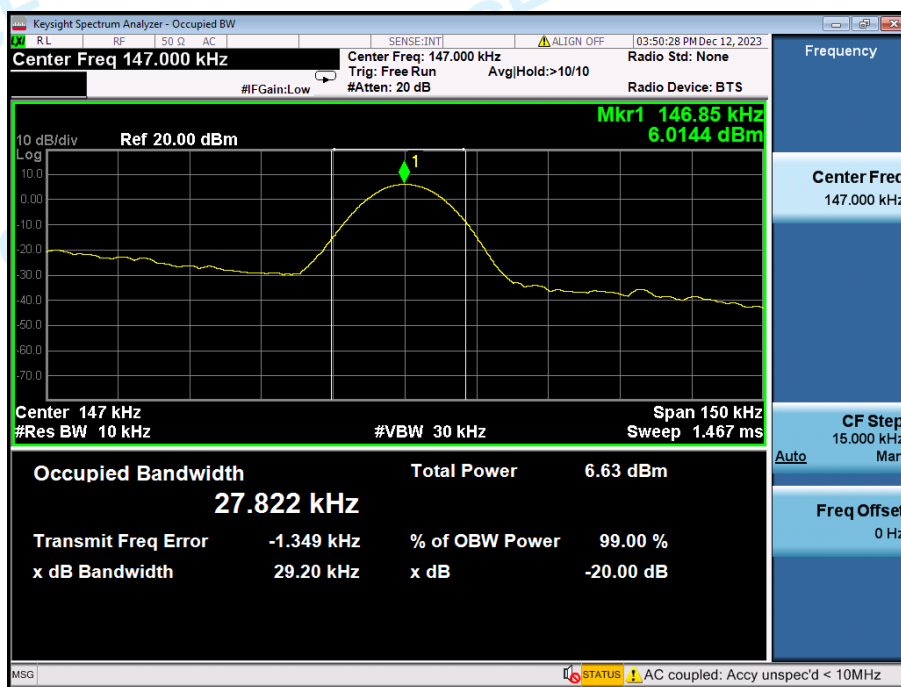 Keysight Spectrum Analyzer - Occupied BW
LXI RL RF 50 Ω AC SENSE:INT ALIGN OFF 03:50:28 PM Dec 12, 2023
Center Freq 147.000 kHz
Center Freq: 147.000 kHz
Radio Std: None
Trig: Free Run Avg|Hold:>10/10
#IFGain:Low
#Atten: 20 dB
Radio Device: BTS
Frequency
Mkr1 146.85 kHz
6.0144 dBm
10 dB/div Ref 20.00 dBm
Log
1
10.0
0.00
-10.0
-20.0
-30.0
-40.0
-50.0
-60.0
-70.0
Center 147 kHz
Span 150 kHz
#Res BW 10 kHz
#VBW 30 kHz
Sweep 1.467 ms
Center Freq
147.000 kHz
CF Step
15.000 kHz
Auto Man
Freq Offset
0 Hz
Occupied Bandwidth
27.822 kHz
Total Power 6.63 dBm
Transmit Freq Error -1.349 kHz
% of OBW Power 99.00 %
x dB Bandwidth 29.20 kHz
x dB -20.00 dB
MSG
STATUS
AC coupled: Accy unspec'd < 10MHz